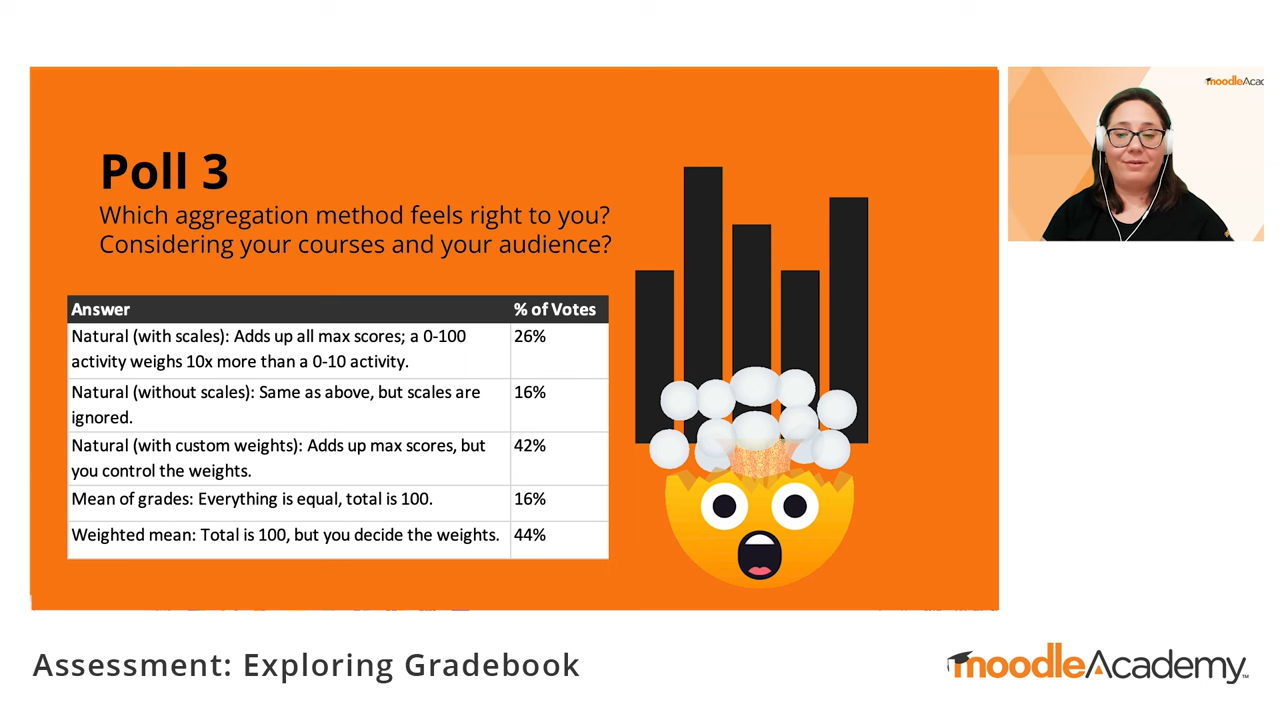 Poll 3
Which aggregation method feels right to you?
Considering your courses and your audience?
Answer % of Votes
Natural (with scales): Adds up all max scores; a 0-100 26%
activity weighs 10x more than a 0-10 activity.
Natural (without scales): Same as above, but scales are 16%
ignored.
Natural (with custom weights): Adds up max scores, but 42%
you control the weights.
Mean of grades: Everything is equal, total is 100. 16%
Weighted mean: Total is 100, but you decide the weights. 44%
moodleAcad
Assessment: Exploring Gradebook
moodleAcademy™